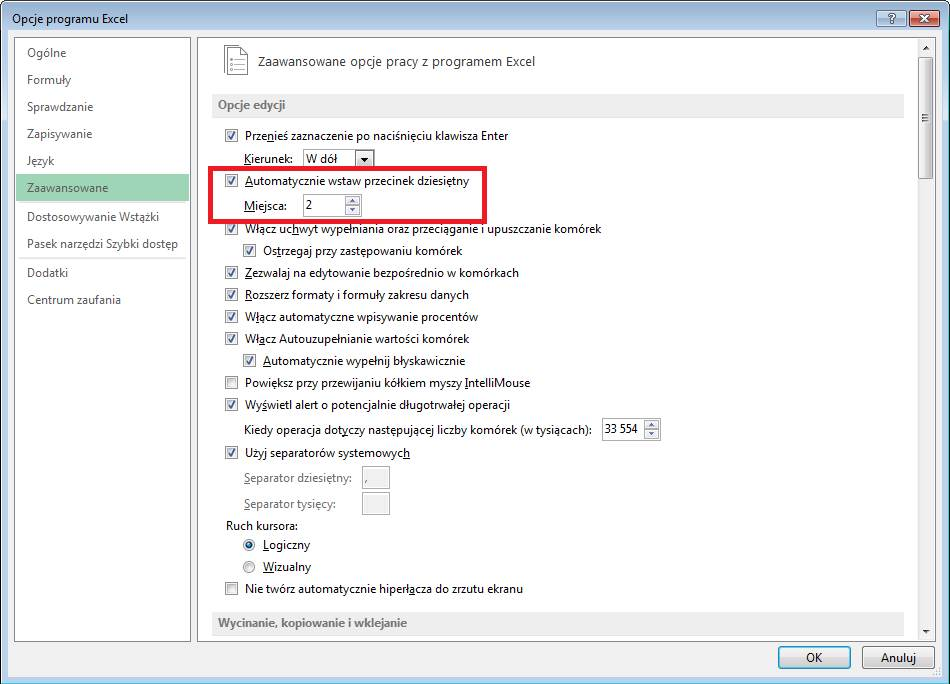 Opcje programu Excel
Ogólne
Formuły
Sprawdzanie
Zapisywanie
Język
Zaawansowane
Dostosowywanie Wstążki
Pasek narzędzi Szybki dostęp
Dodatki
Centrum zaufania
Zaawansowane opcje pracy z programem Excel
Opcje edycji
Przenieś zaznaczenie po naciśnięciu klawisza Enter
Kierunek: W dół
Automatycznie wstaw przecinek dziesiętny
Miejsca: 2
Włącz uchwyt wypełniania oraz przeciąganie i upuszczanie komórek
Ostrzegaj przy zastępowaniu komórek
Zezwalaj na edytowanie bezpośrednio w komórkach
Rozszerz formaty i formuły zakresu danych
Włącz automatyczne wpisywanie procentów
Włącz Autouzupełnianie wartości komórek
Automatycznie wypełnij błyskawicznie
Powiększ przy przewijaniu kółkiem myszy IntelliMouse
Wyświetl alert o potencjalnie długotrwałej operacji
Kiedy operacja dotyczy następującej liczby komórek (w tysiącach): 33 554
Użyj separatorów systemowych
Separator dziesiętny: ,
Separator tysięcy:
Ruch kursora:
Logiczny
Wizualny
Nie twórz automatycznie hiperłącza do zrzutu ekranu
Wycinanie, kopiowanie i wklejanie
OK
Anuluj